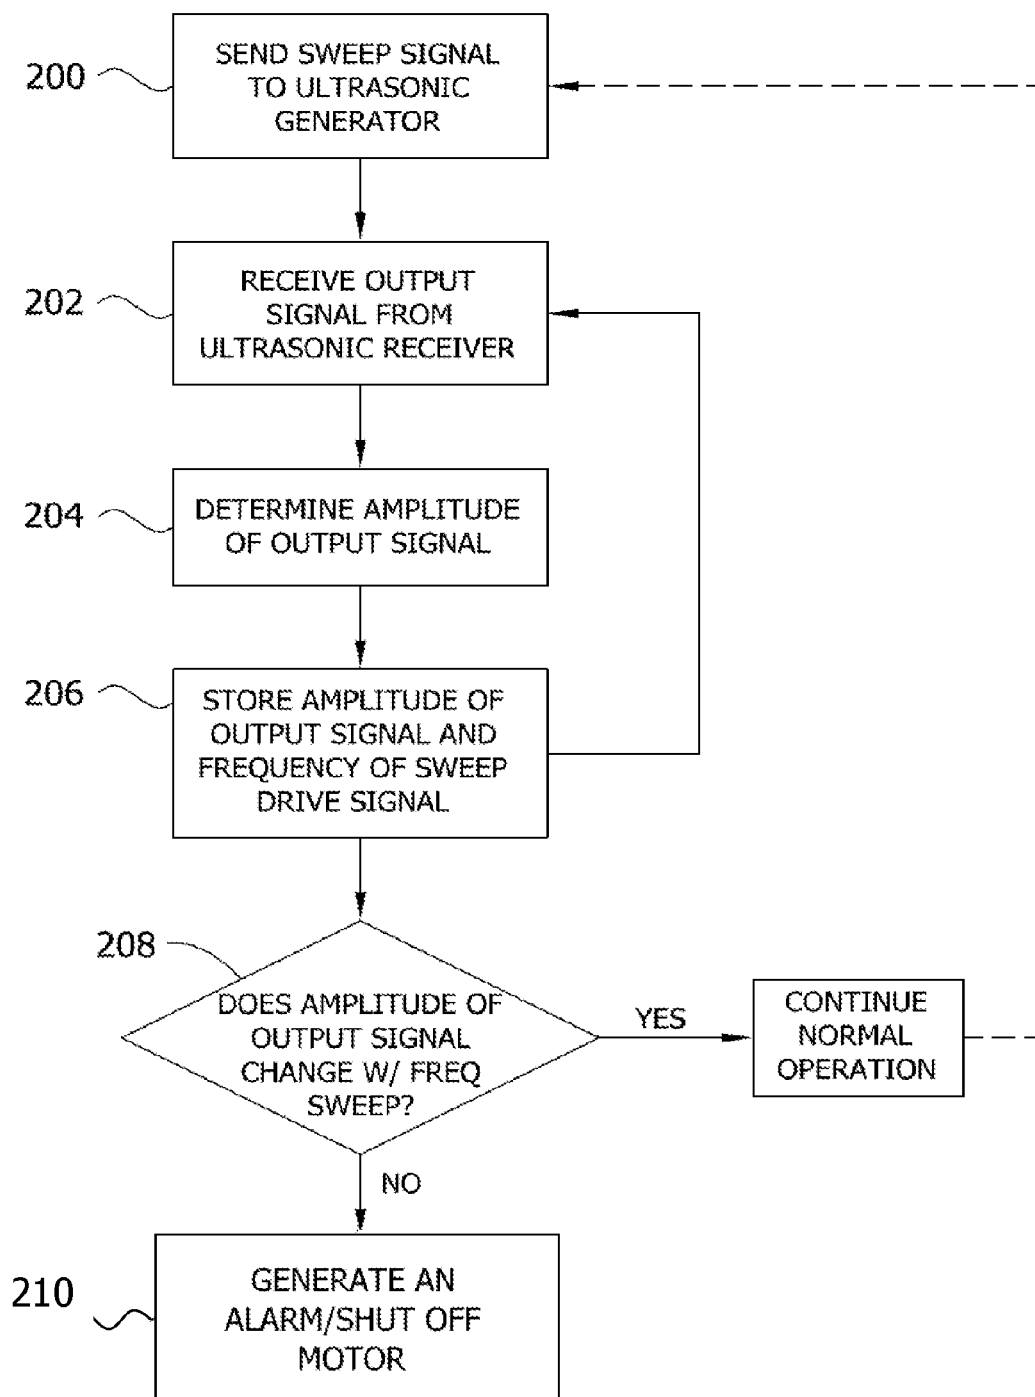 200
SEND SWEEP SIGNAL
TO ULTRASONIC
GENERATOR
202
RECEIVE OUTPUT
SIGNAL FROM
ULTRASONIC RECEIVER
204
DETERMINE AMPLITUDE
OF OUTPUT SIGNAL
206
STORE AMPLITUDE OF
OUTPUT SIGNAL AND
FREQUENCY OF SWEEP
DRIVE SIGNAL
208
DOES AMPLITUDE OF
OUTPUT SIGNAL
CHANGE W/ FREQ
SWEEP?
YES
CONTINUE
NORMAL
OPERATION
NO
210
GENERATE AN
ALARM/SHUT OFF
MOTOR